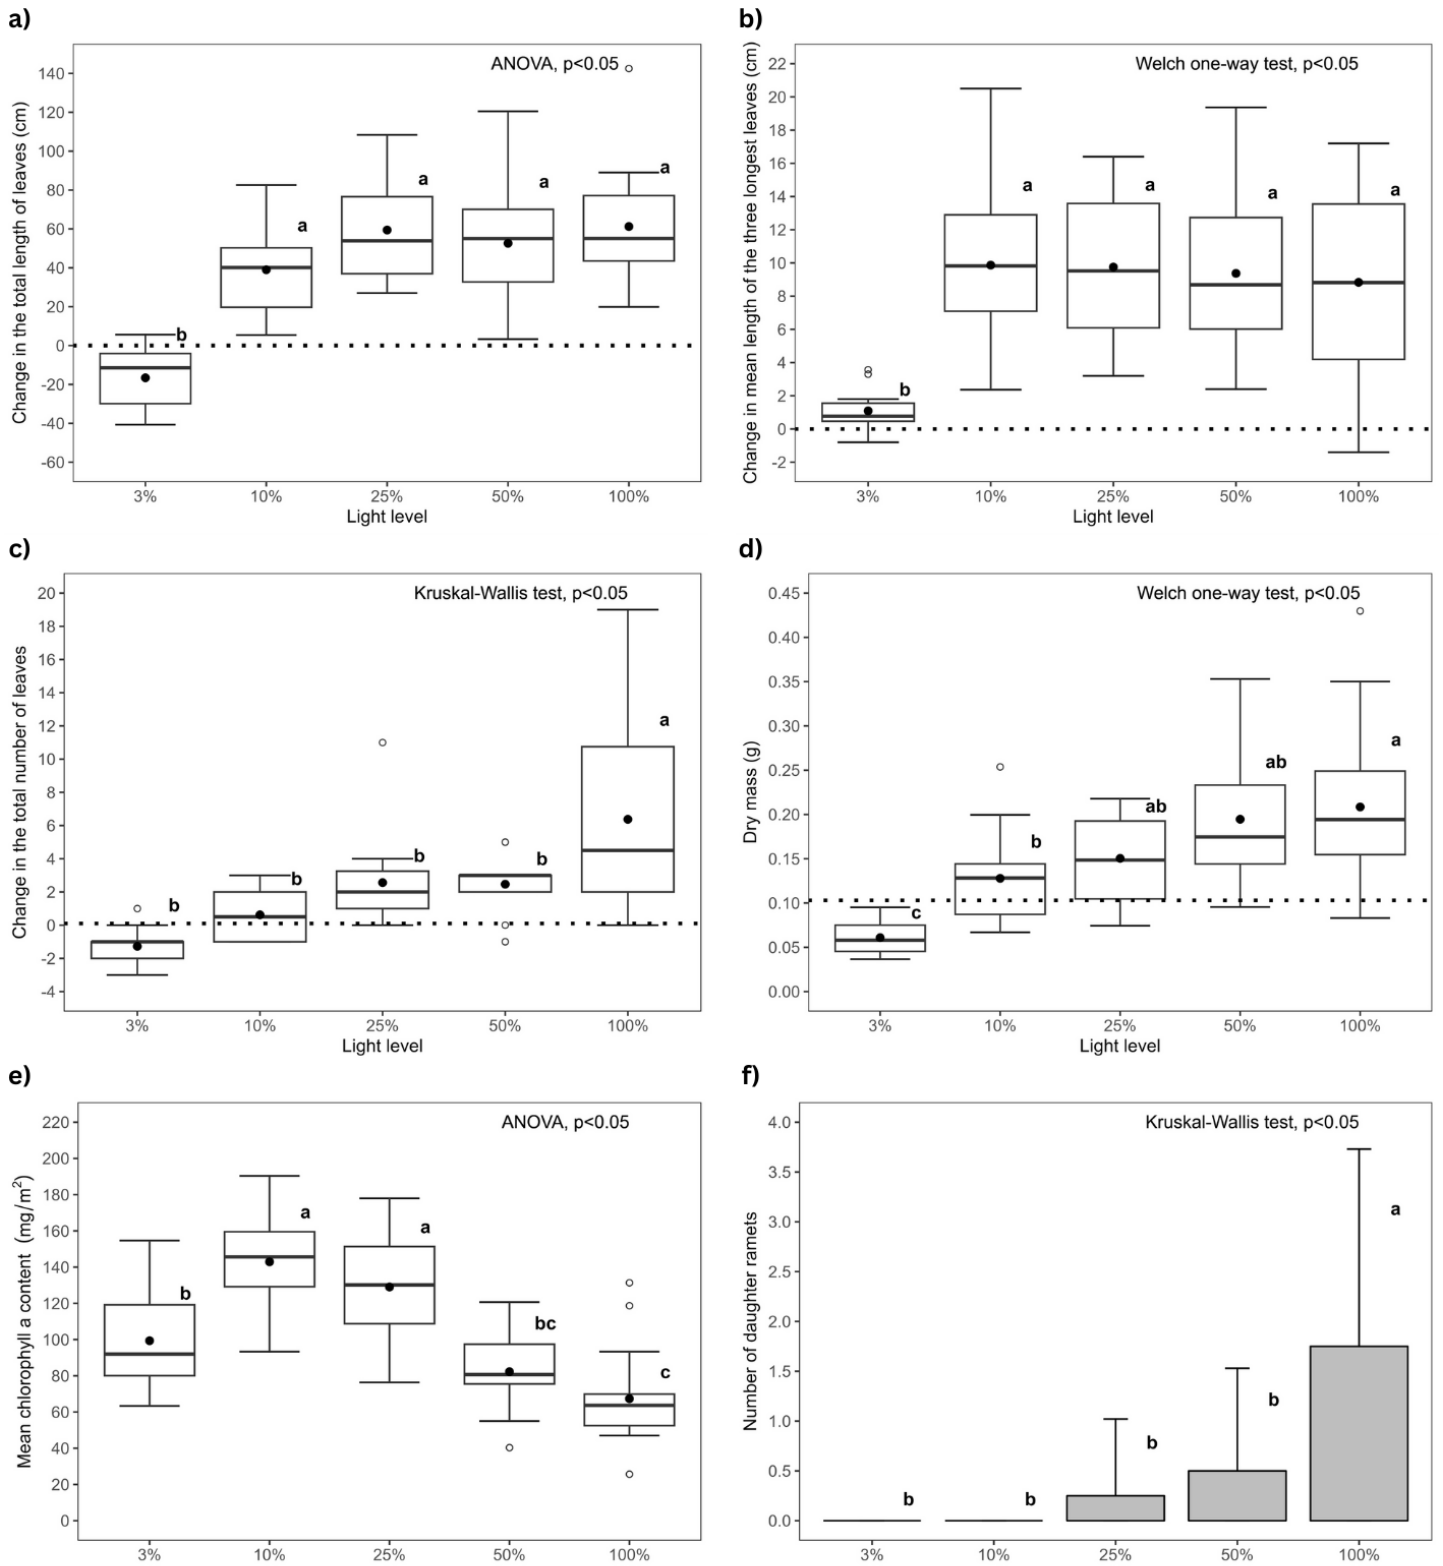 a)
ANOVA, p<0.05
Change in the total length of leaves (cm)
140
120
100
80
60
40
20
0
-20
-40
-60
b
a
a
a
a
3% 10% 25% 50% 100%
Light level
b)
Welch one-way test, p<0.05
Change in mean length of the three longest leaves (cm)
22
20
18
16
14
12
10
8
6
4
2
0
-2
b
a
a
a
a
3% 10% 25% 50% 100%
Light level
c)
Kruskal-Wallis test, p<0.05
Change in the total number of leaves
20
18
16
14
12
10
8
6
4
2
0
-2
-4
b
b
b
b
a
3% 10% 25% 50% 100%
Light level
d)
Welch one-way test, p<0.05
Dry mass (g)
0.45
0.40
0.35
0.30
0.25
0.20
0.15
0.10
0.05
0.00
c
b
ab
ab
a
3% 10% 25% 50% 100%
Light level
e)
ANOVA, p<0.05
Mean chlorophyll a content (mg/m²)
220
200
180
160
140
120
100
80
60
40
20
0
b
a
a
bc
c
3% 10% 25% 50% 100%
f)
Kruskal-Wallis test, p<0.05
Number of daughter ramets
4.0
3.5
3.0
2.5
2.0
1.5
1.0
0.5
0.0
b
b
b
b
a
3% 10% 25% 50% 100%